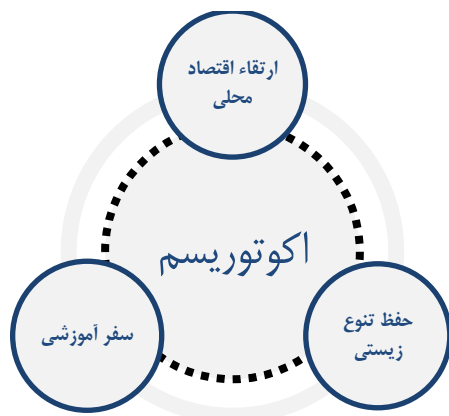 ارتقاء اقتصاد
محلی
اکوتوریسم
حفظ تنوع
زیستی
سفر آموزشی